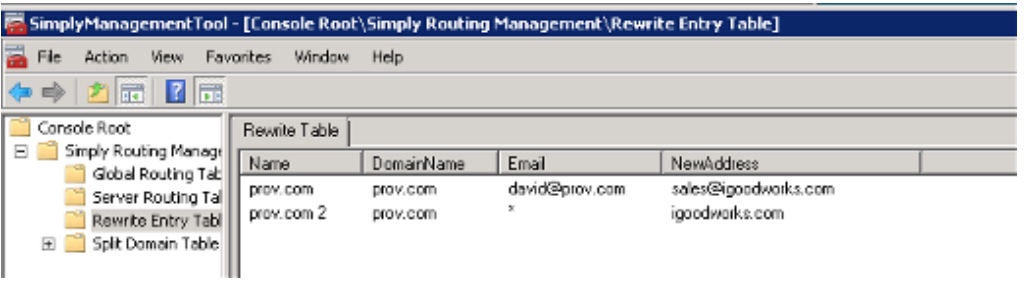 SimplyManagementTool - [Console Root\Simply Routing Management\Rewrite Entry Table]
File Action View Favorites Window Help
Console Root
Simply Routing Manage
Global Routing Tab
Server Routing Tal
Rewrite Entry Tabl
Split Domain Table
Rewrite Table
Name DomainName Email NewAddress
prov.com prov.com david@prov.com sales@igoodworks.com
prov.com 2 prov.com * igoodworks.com